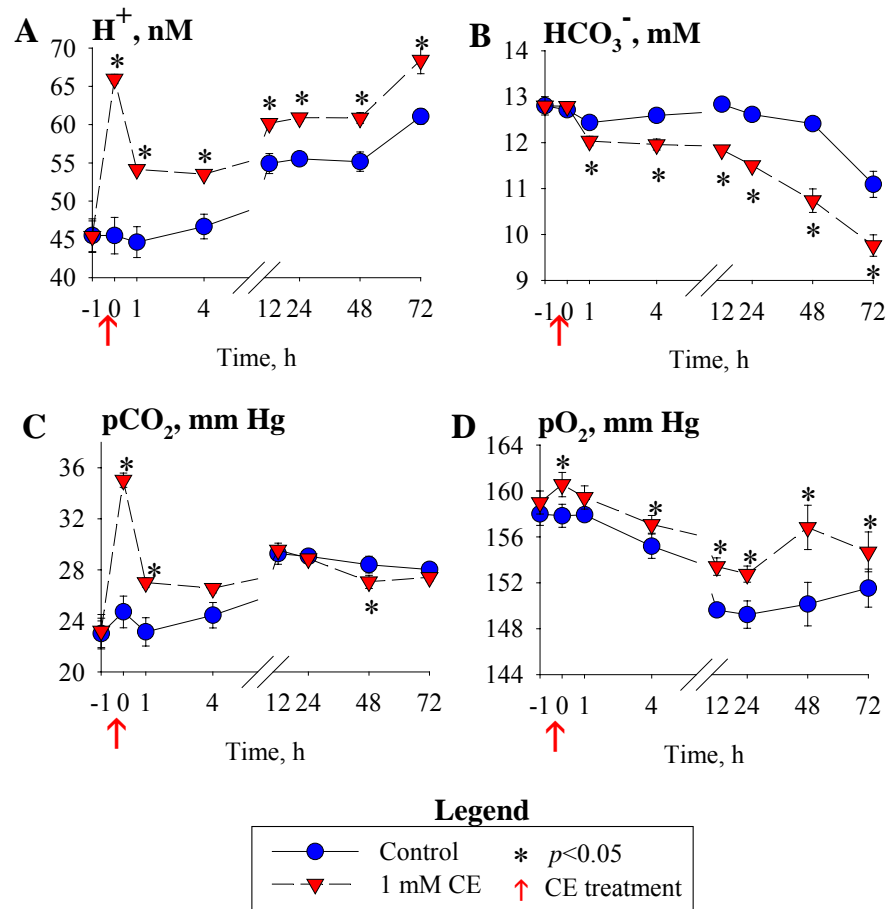 A H⁺, nM
70
65
60
55
50
45
40
* * * * * * *
-1 0 1 4 12 24 48 72
↑
Time, h
B HCO₃⁻, mM
14
13
12
11
10
9
* * * * * *
-1 0 1 4 12 24 48 72
↑
Time, h
C pCO₂, mm Hg
36
32
28
24
20
* * *
-1 0 1 4 12 24 48 72
↑
Time, h
D pO₂, mm Hg
164
160
156
152
148
144
* * * * * *
-1 0 1 4 12 24 48 72
↑
Time, h
Legend
Control * p<0.05
1 mM CE ↑ CE treatment